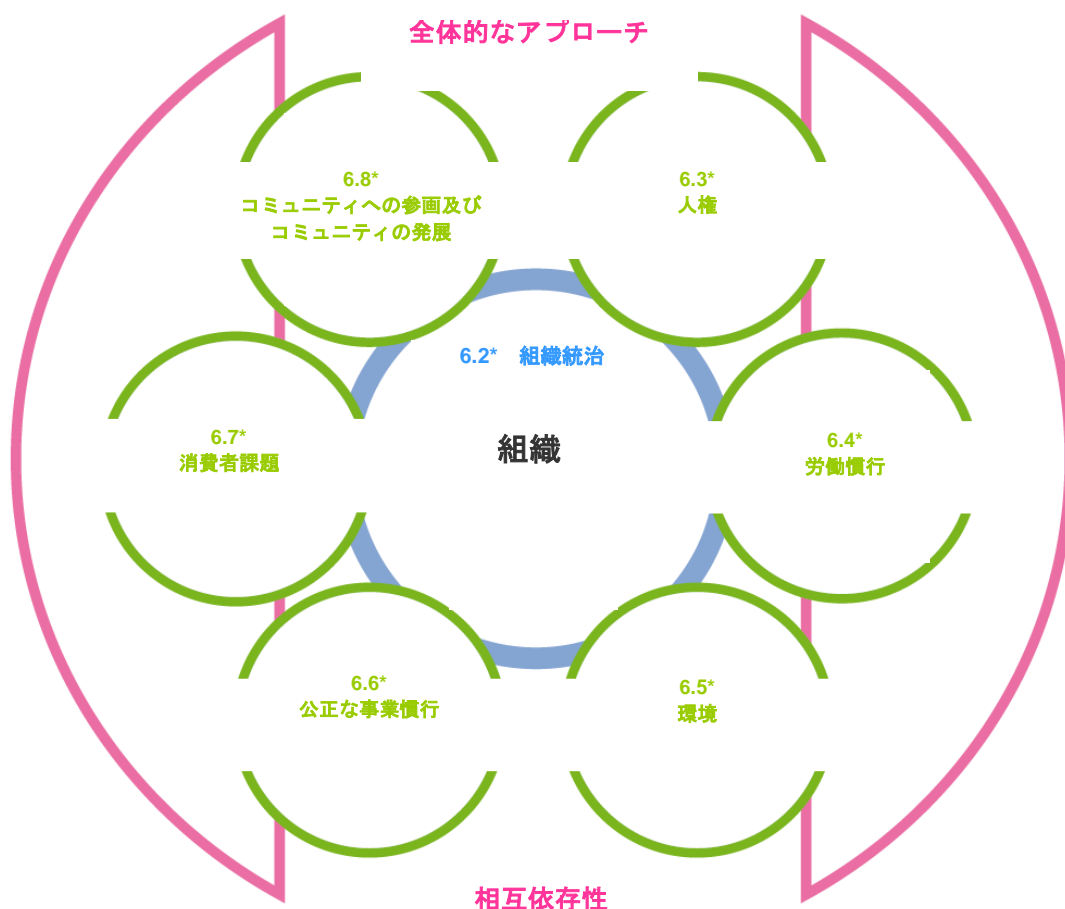 全体的なアプローチ
6.8*
コミュニティへの参画及び
コミュニティの発展
6.3*
人権
6.2* 組織統治
組織
6.7*
消費者課題
6.4*
労働慣行
6.6*
公正な事業慣行
6.5*
環境
相互依存性